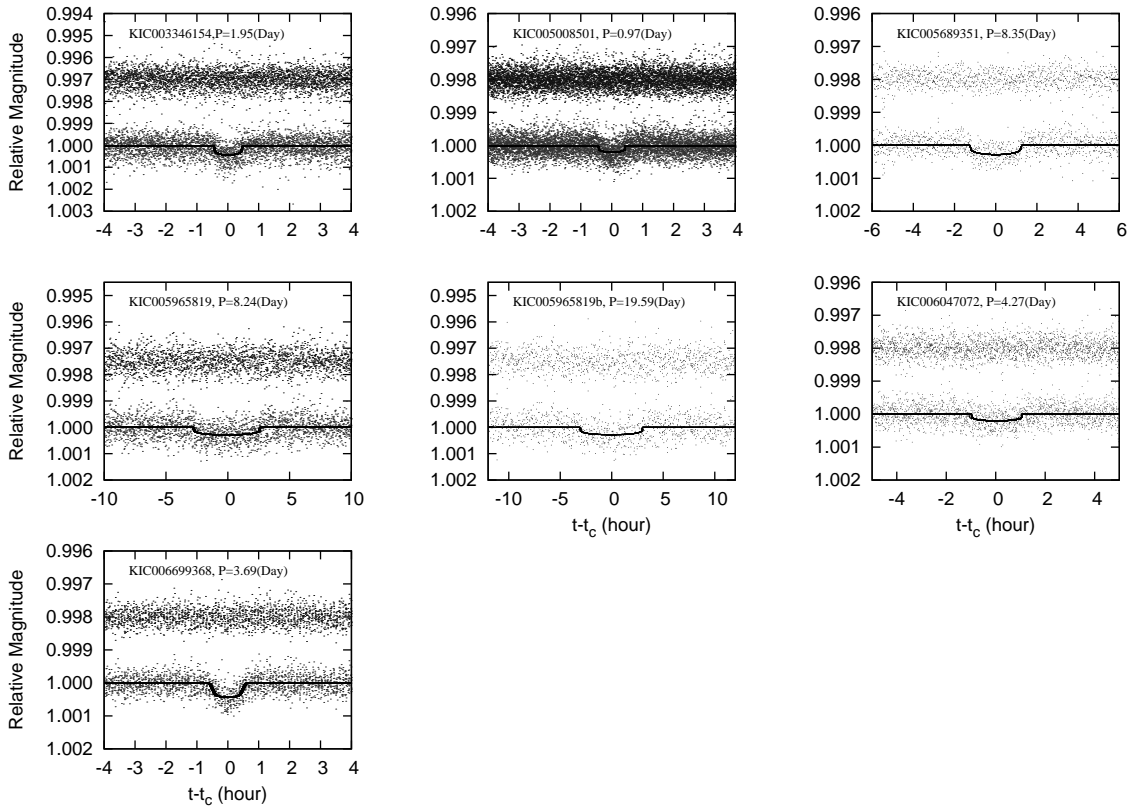 Relative Magnitude
0.994
0.995
0.996
0.997
0.998
0.999
1.000
1.001
1.002
1.003
KIC003346154,P=1.95(Day)
-4 -3 -2 -1 0 1 2 3 4
0.996
0.997
0.998
0.999
1.000
1.001
1.002
KIC005008501, P=0.97(Day)
-4 -3 -2 -1 0 1 2 3 4
0.996
0.997
0.998
0.999
1.000
1.001
1.002
KIC005689351, P=8.35(Day)
-6 -4 -2 0 2 4 6
Relative Magnitude
0.995
0.996
0.997
0.998
0.999
1.000
1.001
1.002
KIC005965819, P=8.24(Day)
-10 -5 0 5 10
0.995
0.996
0.997
0.998
0.999
1.000
1.001
1.002
KIC005965819b, P=19.59(Day)
-10 -5 0 5 10
t-tc (hour)
0.996
0.997
0.998
0.999
1.000
1.001
1.002
KIC006047072, P=4.27(Day)
-4 -2 0 2 4
t-tc (hour)
Relative Magnitude
0.996
0.997
0.998
0.999
1.000
1.001
1.002
KIC006699368, P=3.69(Day)
-4 -3 -2 -1 0 1 2 3 4
t-tc (hour)